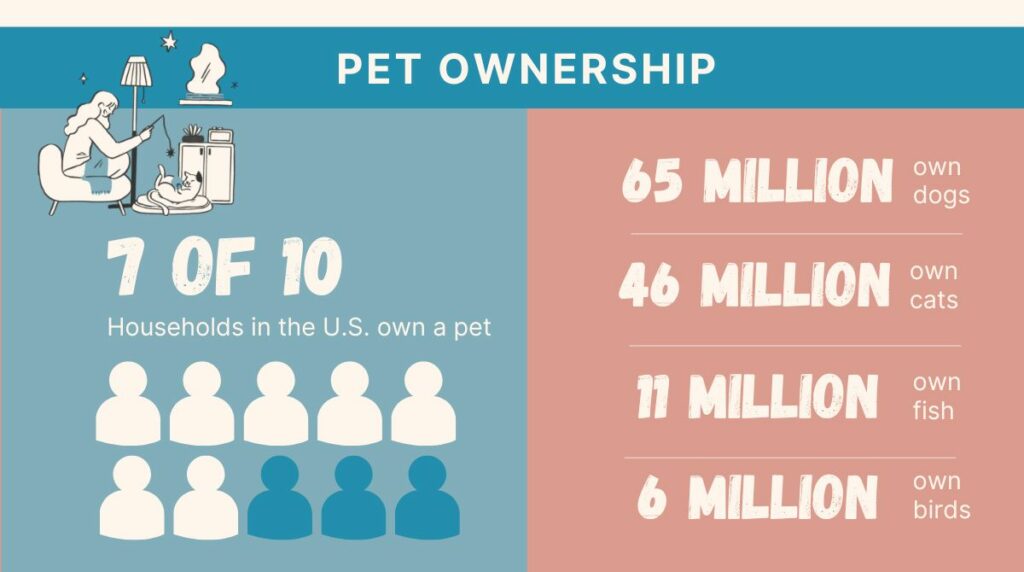 PET OWNERSHIP
7 OF 10
Households in the U.S. own a pet
65 MILLION own
dogs
46 MILLION own
cats
11 MILLION own
fish
6 MILLION own
birds